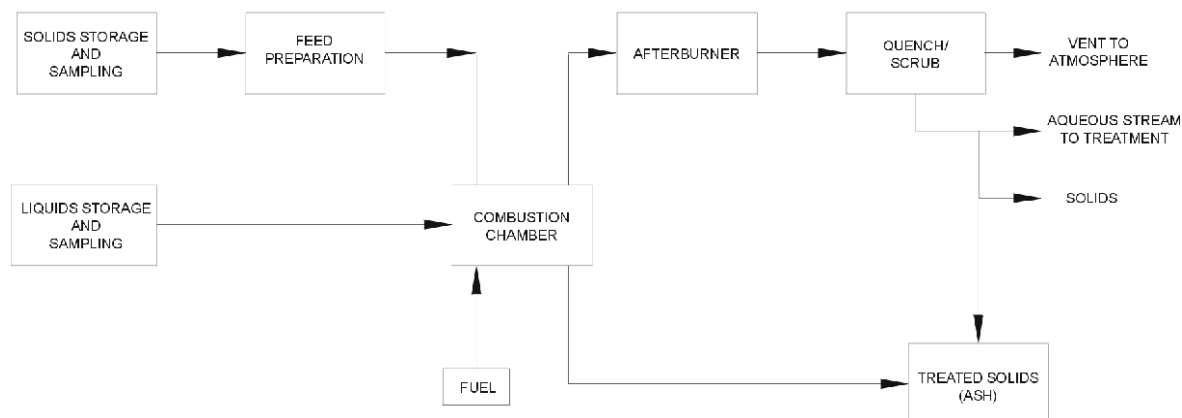 SOLIDS STORAGE
AND
SAMPLING
FEED
PREPARATION
AFTERBURNER
QUENCH/
SCRUB
VENT TO
ATMOSPHERE
AQUEOUS STREAM
TO TREATMENT
SOLIDS
LIQUIDS STORAGE
AND
SAMPLING
COMBUSTION
CHAMBER
FUEL
TREATED SOLIDS
(ASH)